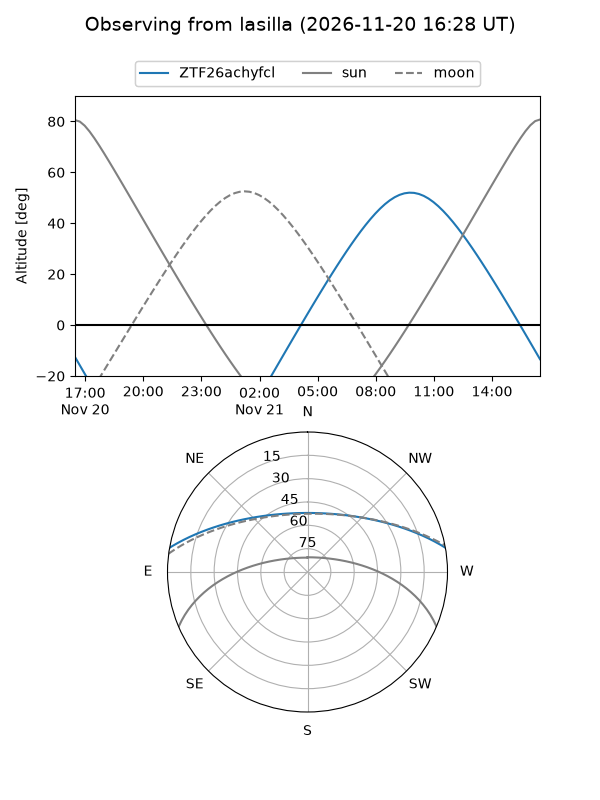 Observing from lasilla (2026-11-20 16:28 UT)
ZTF26achyfcl sun moon
Altitude [deg]
80
60
40
20
0
−20
17:00 20:00 23:00 02:00 05:00 08:00 11:00 14:00
Nov 20 Nov 21
N
NE NW
15
30
45
60
75
E W
SE SW
S